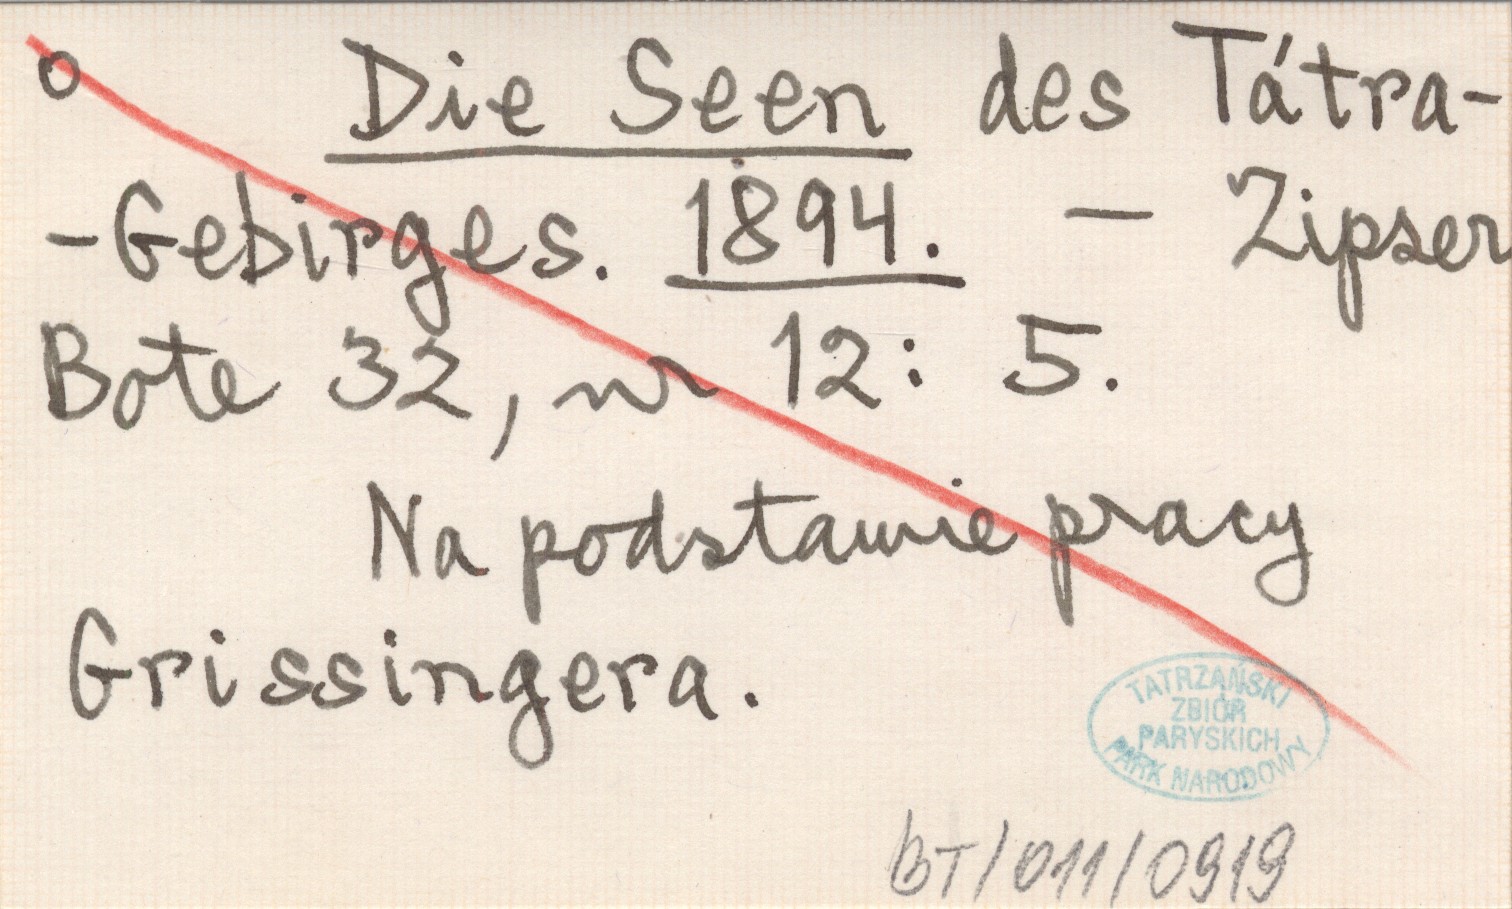 o Die Seen des Tátra-
-Gebirges. 1894. — Zipser
Bote 32, nr 12: 5.
Na podstawie pracy
Grissingera.
TATRZAŃSKI
ZBIÓR
PARYSKICH
PARK NARODOWY
BT/011/0919